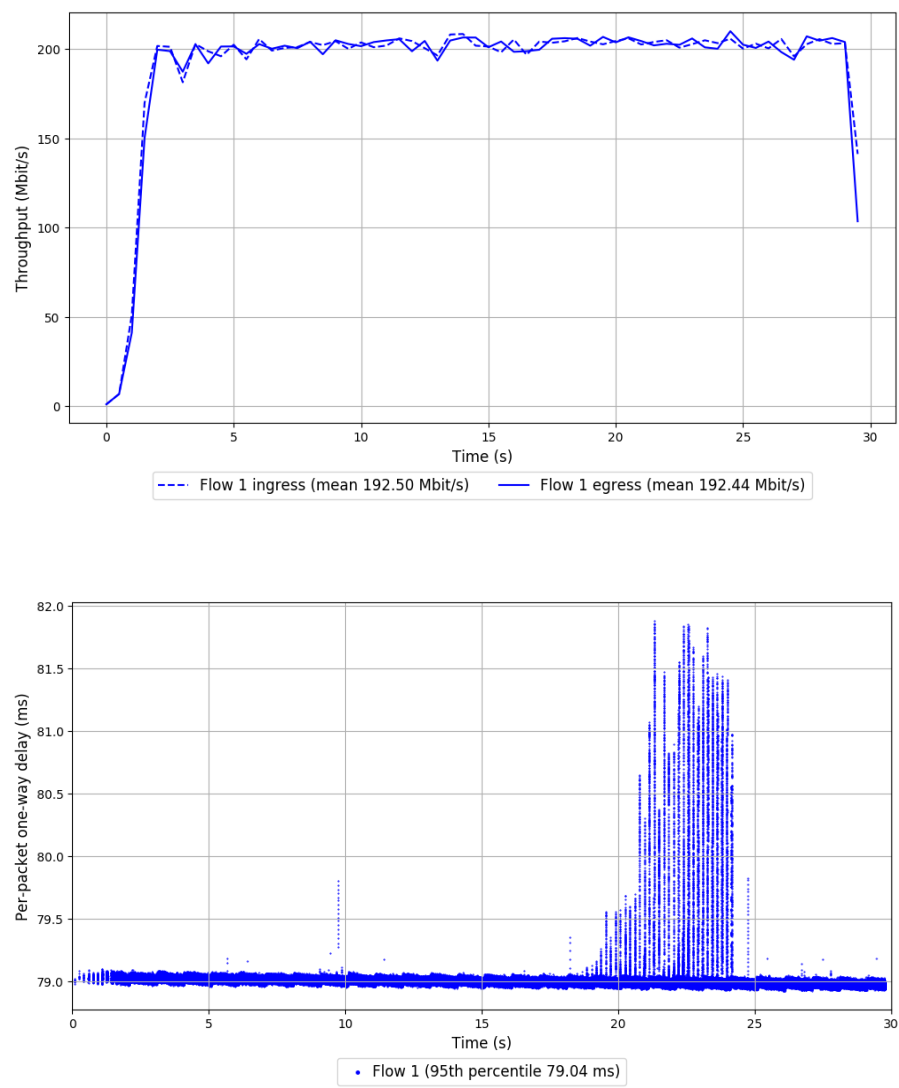 200
150
100
50
0
Throughput (Mbit/s)
0 5 10 15 20 25 30
Time (s)
Flow 1 ingress (mean 192.50 Mbit/s) Flow 1 egress (mean 192.44 Mbit/s)
82.0
81.5
81.0
80.5
80.0
79.5
79.0
Per-packet one-way delay (ms)
0 5 10 15 20 25 30
Time (s)
Flow 1 (95th percentile 79.04 ms)